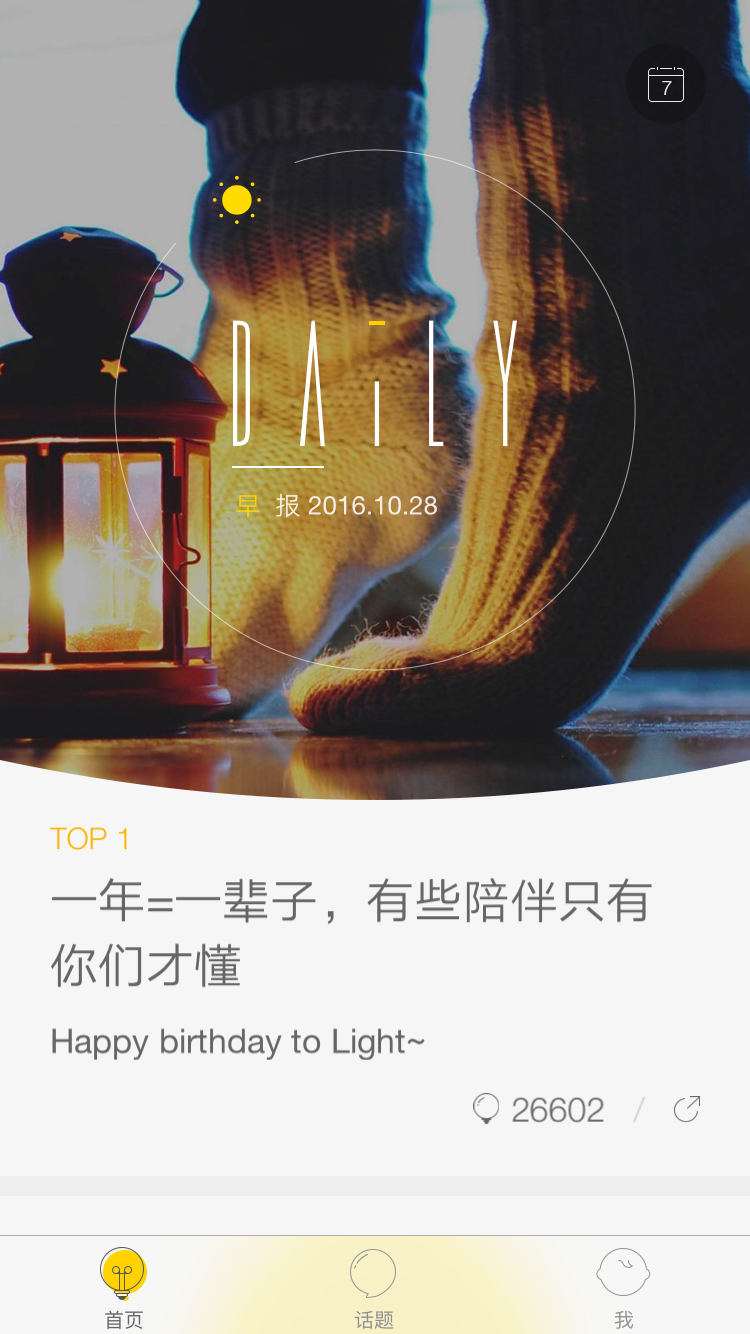 7
DAiLY
早 报 2016.10.28
TOP 1
一年=一辈子，有些陪伴只有
你们才懂
Happy birthday to Light~
26602 /
首页 话题 我